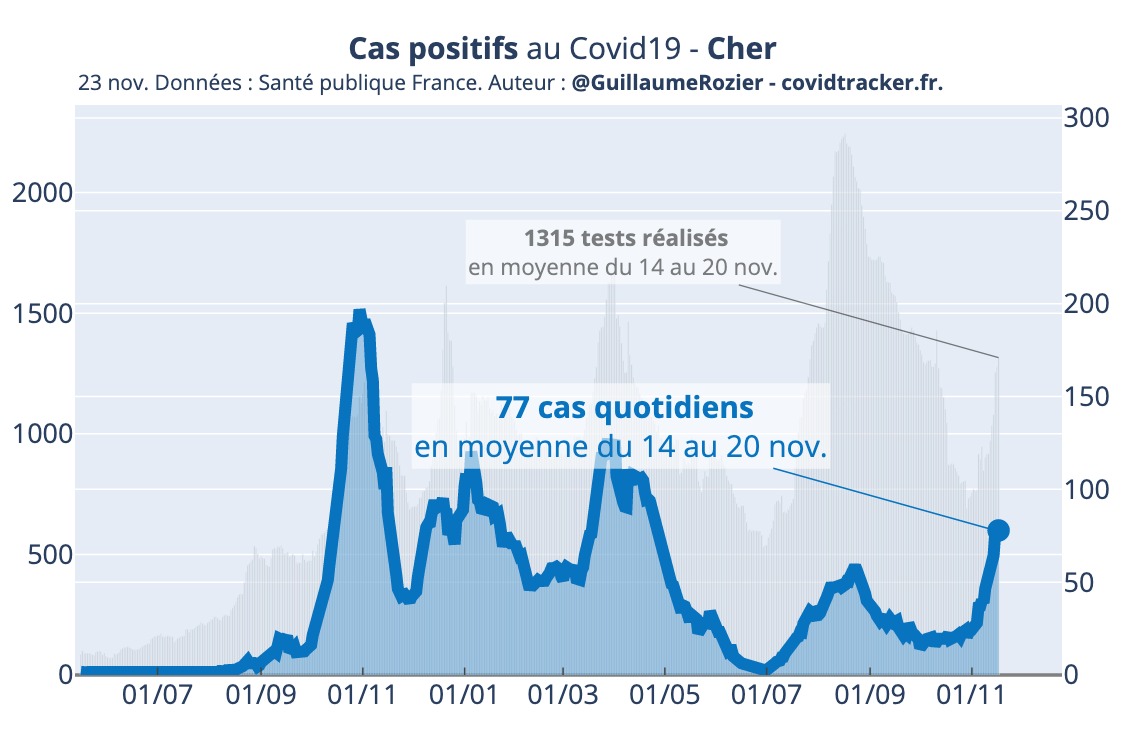 Cas positifs au Covid19 - Cher
23 nov. Données : Santé publique France. Auteur : @GuillaumeRozier - covidtracker.fr.
300
2000
250
1315 tests réalisés
en moyenne du 14 au 20 nov.
1500
200
150
77 cas quotidiens
1000
en moyenne du 14 au 20 nov.
100
500
50
0
0
01/07 01/09 01/11 01/01 01/03 01/05 01/07 01/09 01/11